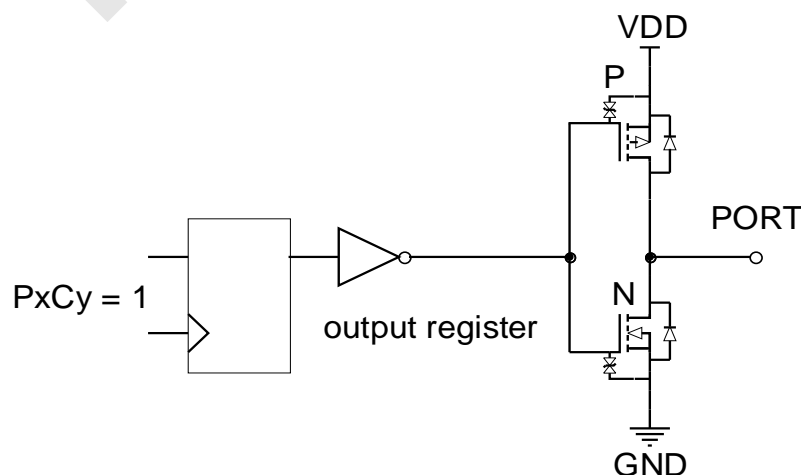 VDD
P
PORT
PxCy = 1
N
output register
GND